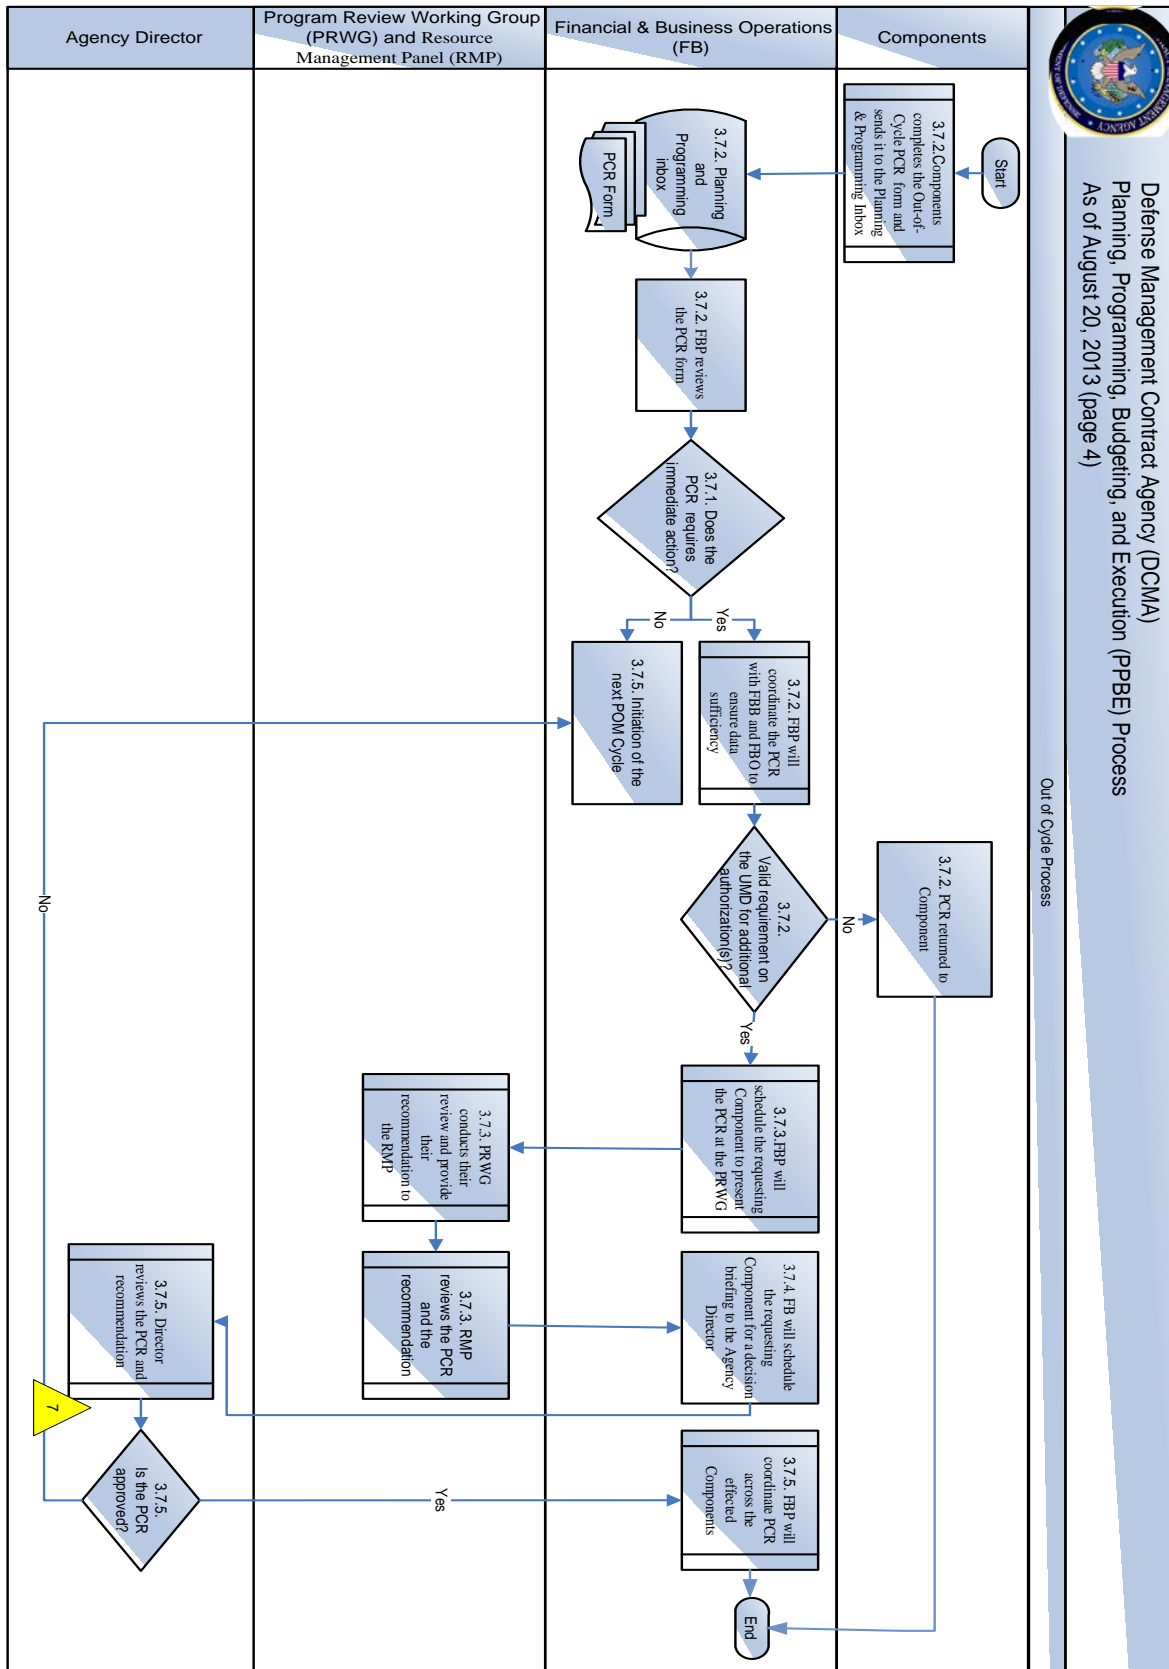 Defense Management Contract Agency (DCMA)
Planning, Programming, Budgeting, and Execution (PPBE) Process
As of August 20, 2013 (page 4)
Out of Cycle Process
Components
Financial & Business Operations
(FB)
Program Review Working Group
(PRWG) and Resource
Management Panel (RMP)
Agency Director
Start
3.7.2.Components
completes the Out-of-
Cycle PCR form and
sends it to the Planning
& Programming Inbox
3.7.2. Planning
and
Programming
inbox
PCR Form
3.7.2. FBP reviews
the PCR form
3.7.1. Does the
PCR requires
immediate action?
Yes
No
3.7.2. FBP will
coordinate the PCR
with FBB and FBO to
ensure data
sufficiency
3.7.5. Initiation of the
next POM Cycle
3.7.2.
Valid requirement on
the UMD for additional
authorization(s)?
No
3.7.2. PCR returned to
Component
Yes
3.7.3.FBP will
schedule the requesting
Component to present
the PCR at the PRWG
3.7.3. PRWG
conducts their
review and provide
their
recommendation to
the RMP
3.7.3. RMP
reviews the PCR
and the
recommendation
3.7.4. FB will schedule
the requesting
Component for a decision
briefing to the Agency
Director
3.7.5. Director
reviews the PCR and
recommendation
3.7.5.
Is the PCR
approved?
No
7
Yes
3.7.5. FBP will
coordinate PCR
across the
effected
Components
End